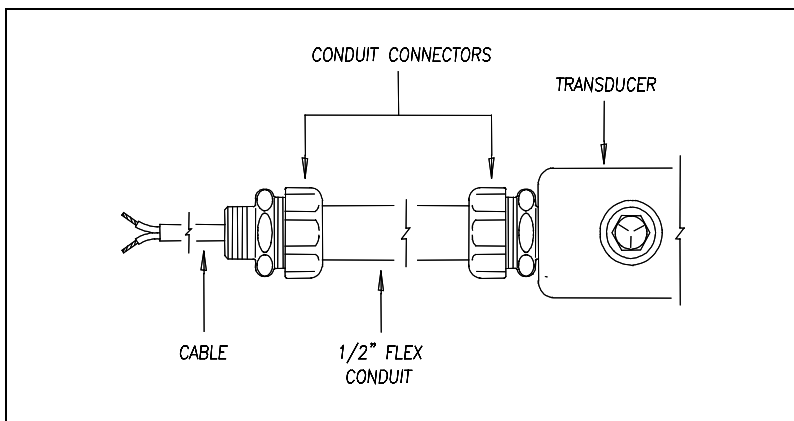 CONDUIT CONNECTORS
TRANSDUCER
CABLE
1/2" FLEX
CONDUIT